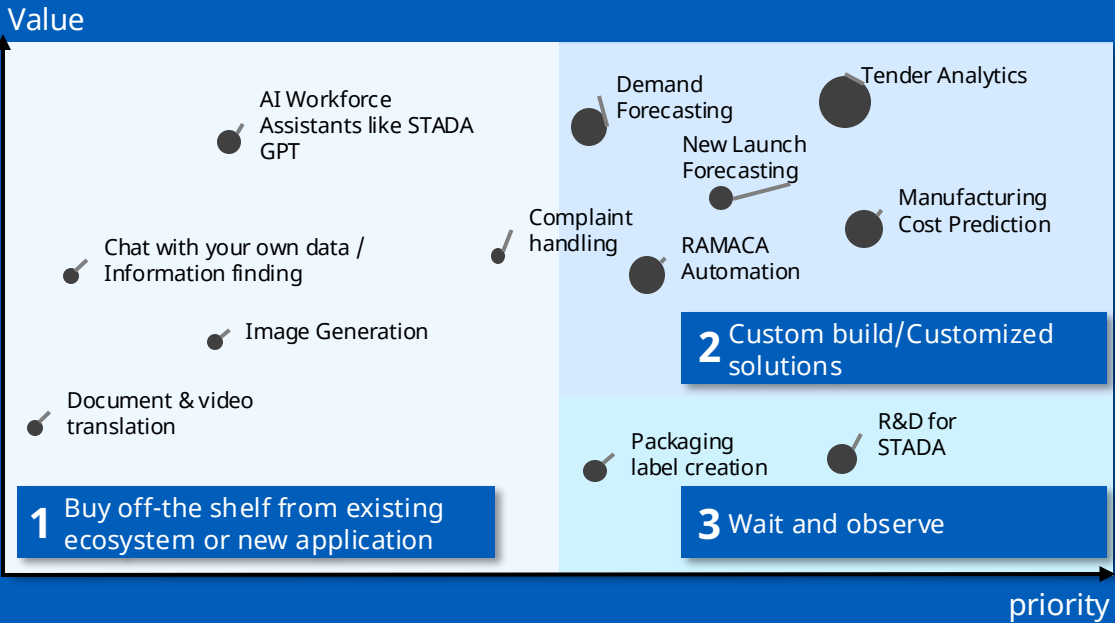 Value
AI Workforce
Assistants like STADA
GPT
Demand
Forecasting
Tender Analytics
New Launch
Forecasting
Manufacturing
Cost Prediction
Complaint
handling
Chat with your own data /
Information finding
RAMACA
Automation
Image Generation
2 Custom build/Customized
solutions
Document & video
translation
R&D for
STADA
Packaging
label creation
1 Buy off-the shelf from existing
ecosystem or new application
3 Wait and observe
priority